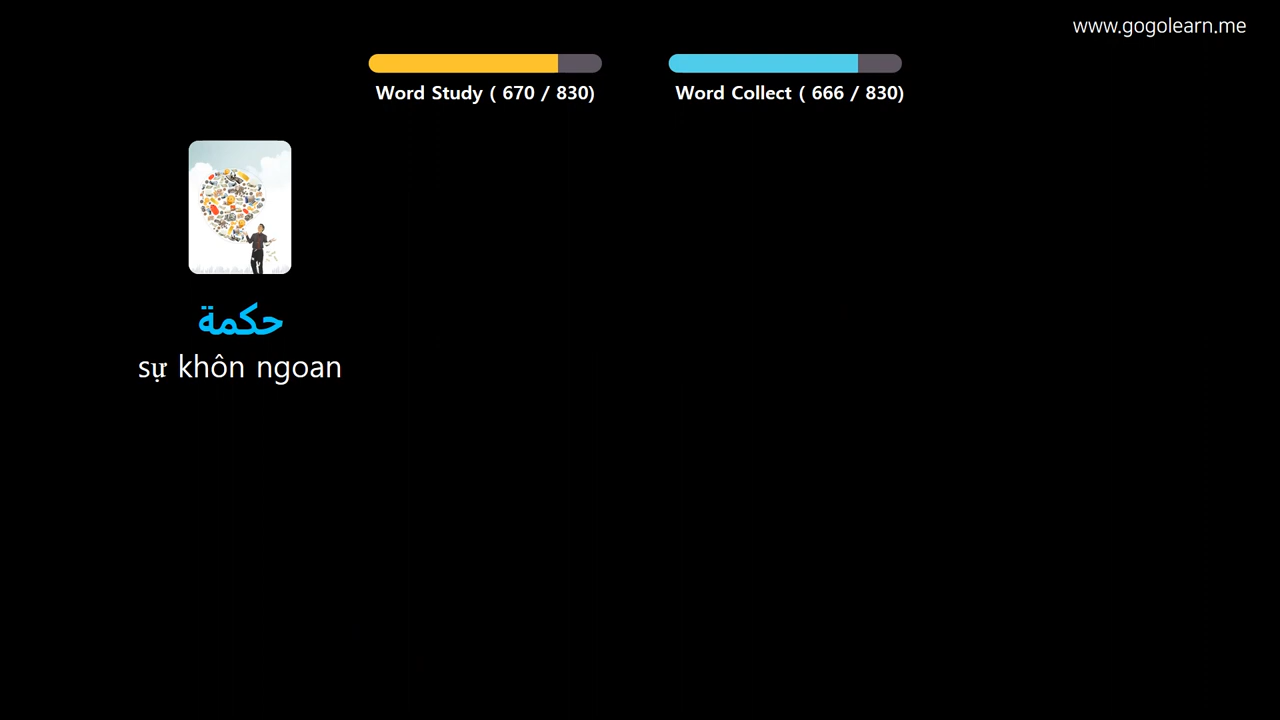 www.gogolearn.me
Word Study ( 670 / 830)
Word Collect ( 666 / 830)
حكمة
sự khôn ngoan